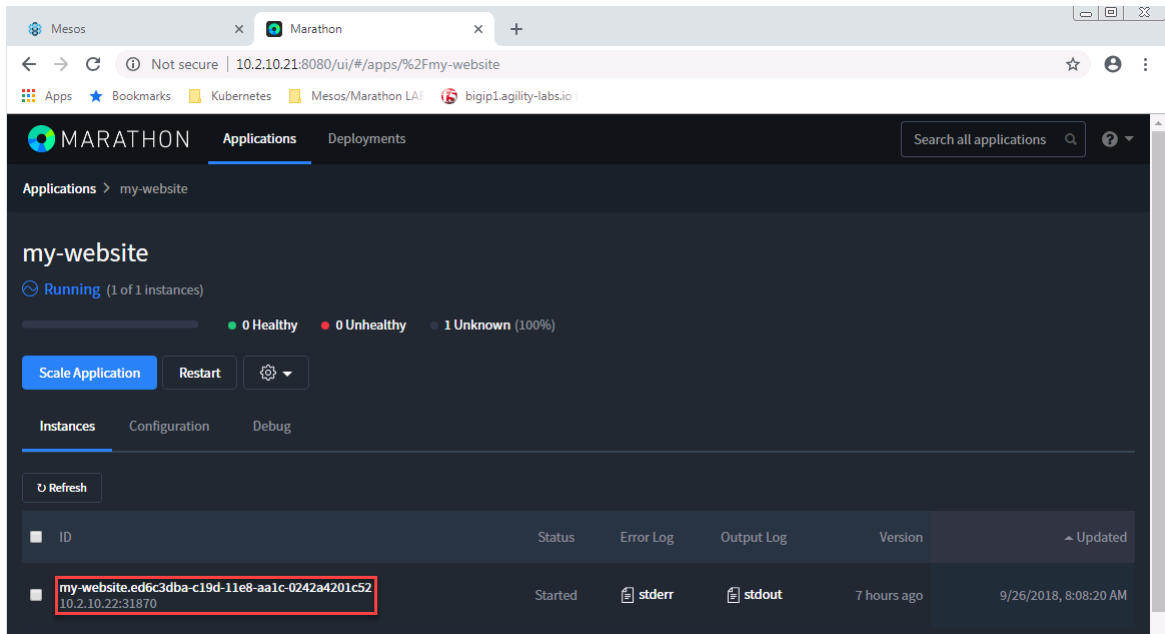 Mesos
Marathon
Not secure | 10.2.10.21:8080/ui/#/apps/%2Fmy-website
Apps Bookmarks Kubernetes Mesos/Marathon LAB bigip1.agility-labs.io
MARATHON Applications Deployments Search all applications ?
Applications > my-website
my-website
Running (1 of 1 instances)
0 Healthy 0 Unhealthy 1 Unknown (100%)
Scale Application Restart
Instances Configuration Debug
Refresh
ID Status Error Log Output Log Version Updated
my-website.ed6c3dba-c19d-11e8-aa1c-0242a4201c52
10.2.10.22:31870
Started stderr stdout 7 hours ago 9/26/2018, 8:08:20 AM